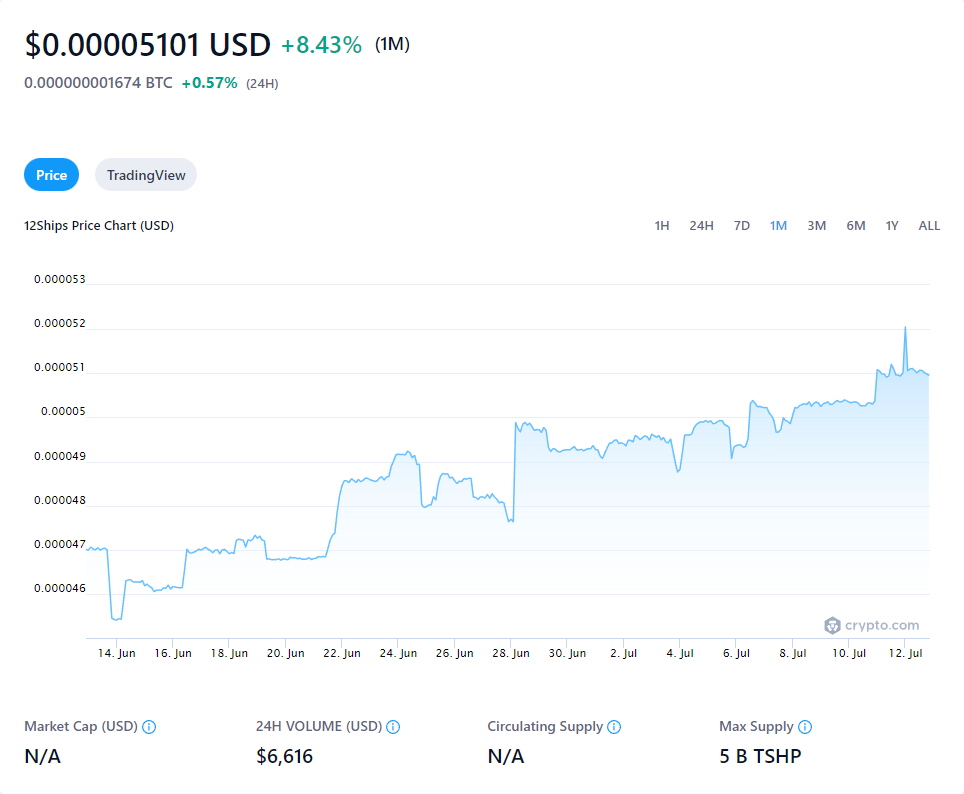 $0.00005101 USD +8.43% (1M)
0.000000001674 BTC +0.57% (24H)
Price TradingView
12Ships Price Chart (USD) 1H 24H 7D 1M 3M 6M 1Y ALL
0.000053
0.000052
0.000051
0.00005
0.000049
0.000048
0.000047
0.000046
crypto.com
14. Jun 16. Jun 18. Jun 20. Jun 22. Jun 24. Jun 26. Jun 28. Jun 30. Jun 2. Jul 4. Jul 6. Jul 8. Jul 10. Jul 12. Jul
Market Cap (USD) 24H VOLUME (USD) Circulating Supply Max Supply
N/A $6,616 N/A 5 B TSHP